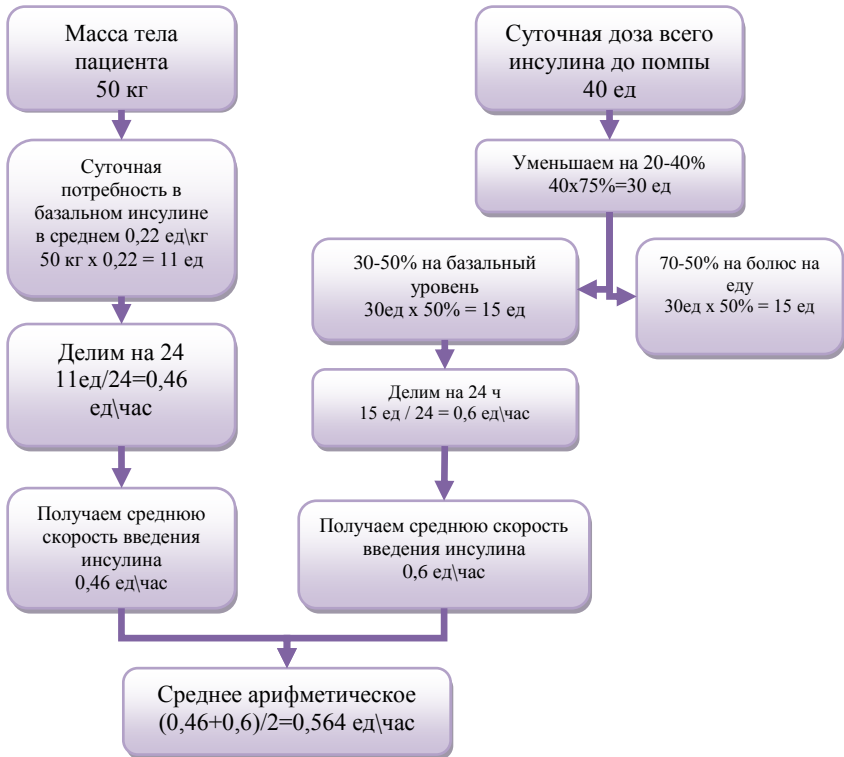 Масса тела
пациента
50 кг
Суточная
потребность в
базальном инсулине
в среднем 0,22 ед\кг
50 кг х 0,22 = 11 ед
Делим на 24
11ед/24=0,46
ед\час
Получаем среднюю
скорость введения
инсулина
0,46 ед\час
Суточная доза всего
инсулина до помпы
40 ед
Уменьшаем на 20-40%
40х75%=30 ед
30-50% на базальный
уровень
30ед х 50% = 15 ед
70-50% на болюс на
еду
30ед х 50% = 15 ед
Делим на 24 ч
15 ед / 24 = 0,6 ед\час
Получаем среднюю скорость
введения инсулина
0,6 ед\час
Среднее арифметическое
(0,46+0,6)/2=0,564 ед\час